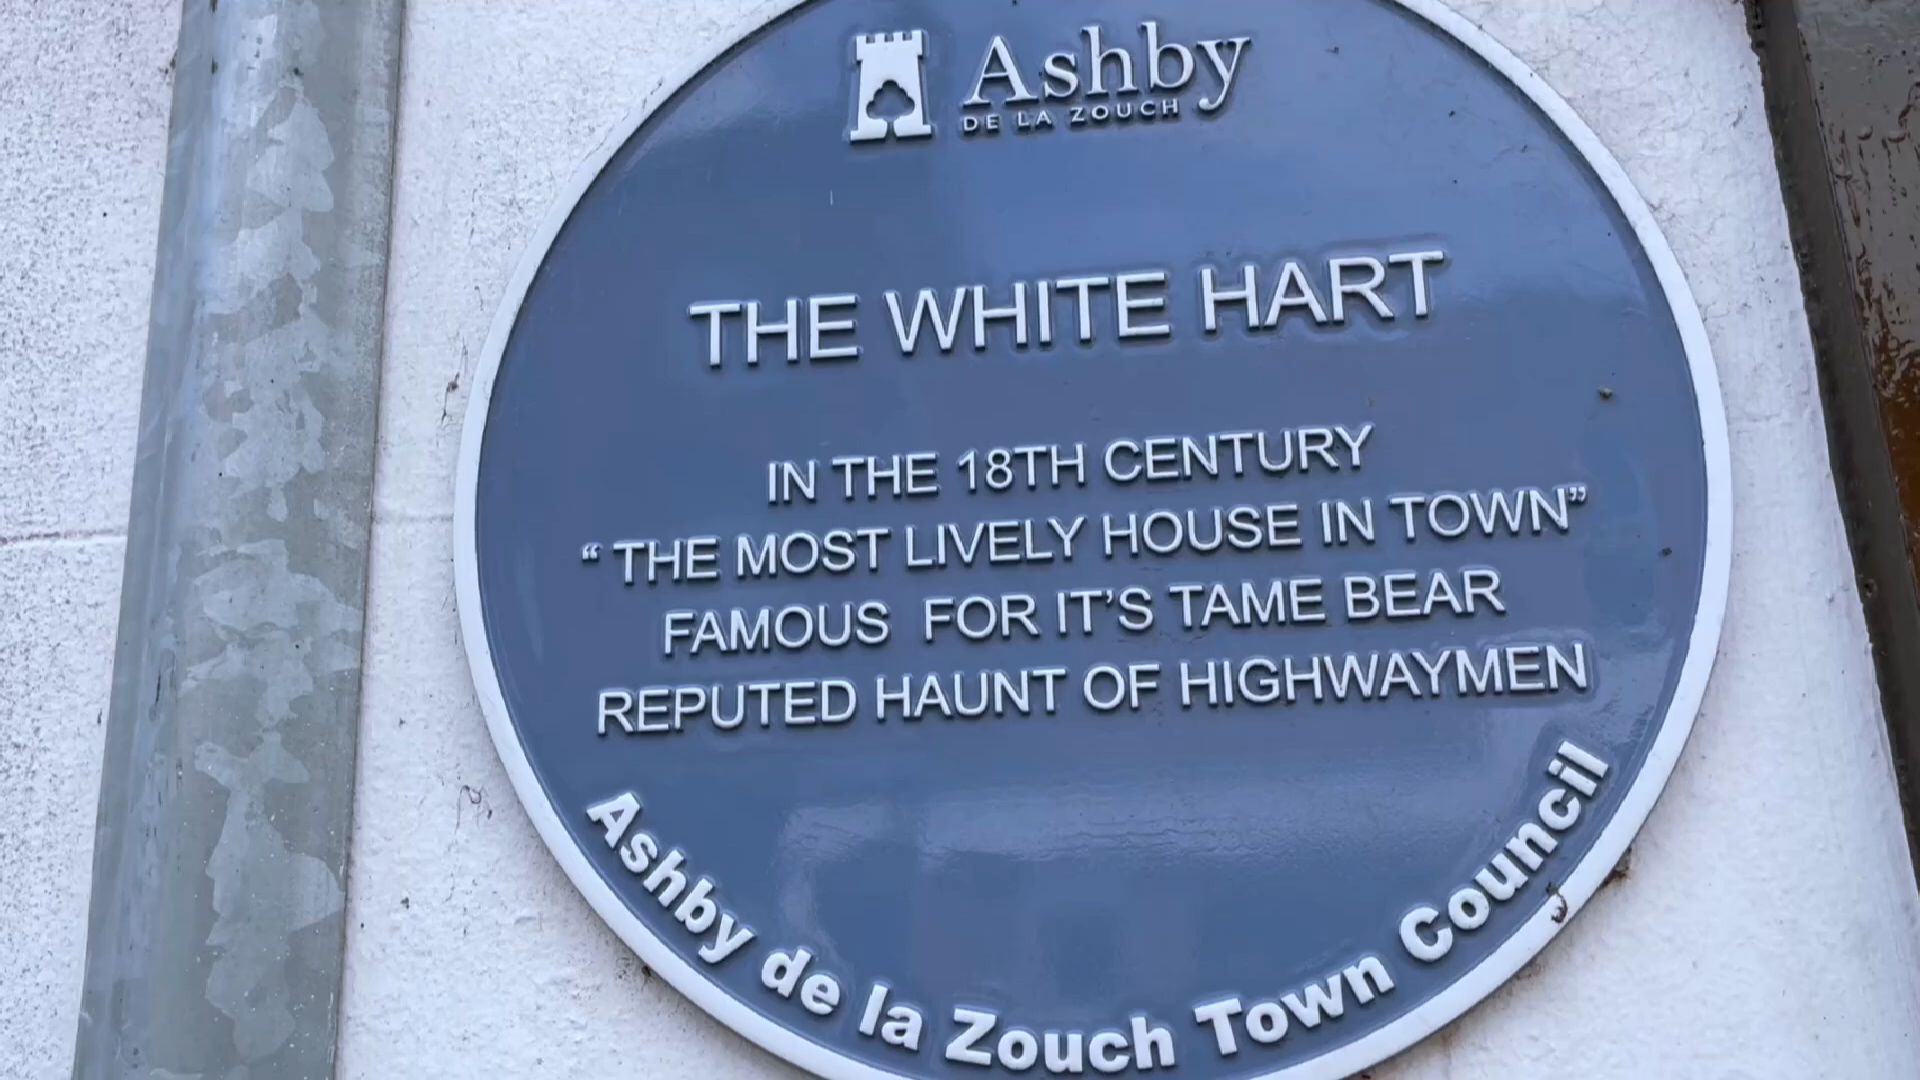 Ashby
DE LA ZOUCH
THE WHITE HART
IN THE 18TH CENTURY
“ THE MOST LIVELY HOUSE IN TOWN”
FAMOUS FOR IT’S TAME BEAR
REPUTED HAUNT OF HIGHWAYMEN
Ashby de la Zouch Town Council